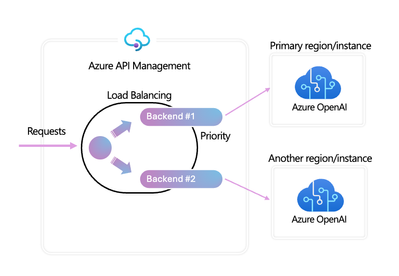 Primary region/instance
Azure API Management
Load Balancing
Azure OpenAI
Backend #1
Requests
Priority
Another region/instance
Backend #2
Azure OpenAI